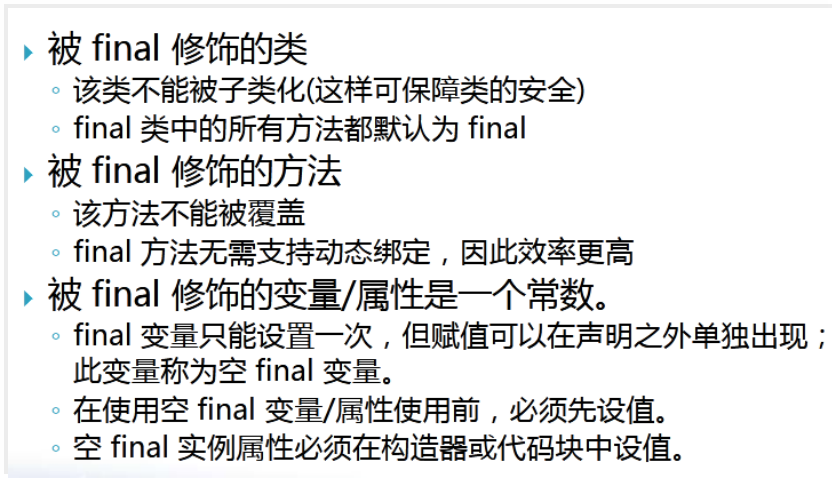 被 final 修饰的类
该类不能被子类化(这样可保障类的安全)
final 类中的所有方法都默认为 final
被 final 修饰的方法
该方法不能被覆盖
final 方法无需支持动态绑定，因此效率更高
被 final 修饰的变量/属性是一个常数。
final 变量只能设置一次，但赋值可以在声明之外单独出现；
此变量称为空 final 变量。
在使用空 final 变量/属性使用前，必须先设值。
空 final 实例属性必须在构造器或代码块中设值。